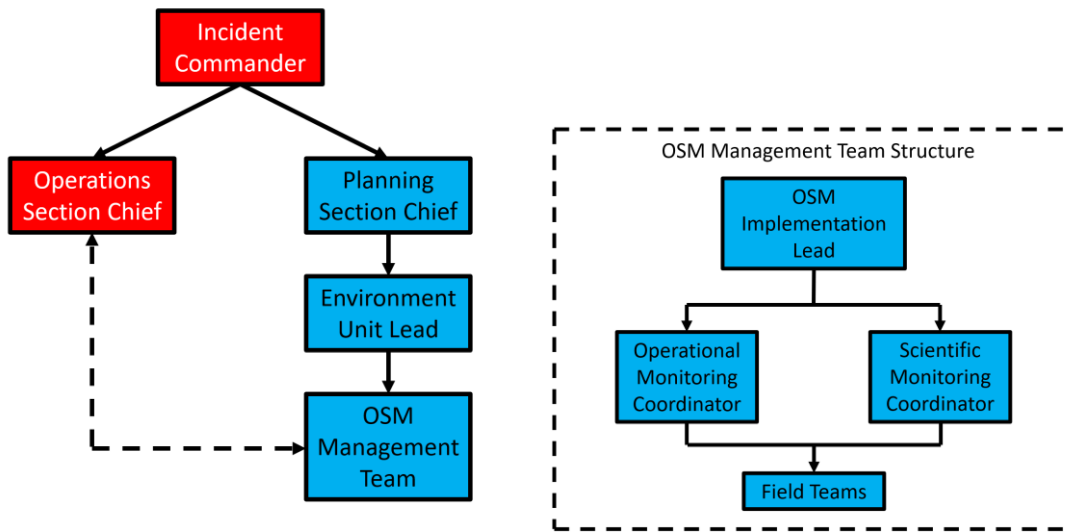 Incident
Commander
Operations
Section Chief
Planning
Section Chief
Environment
Unit Lead
OSM
Management
Team
OSM Management Team Structure
OSM
Implementation
Lead
Operational
Monitoring
Coordinator
Scientific
Monitoring
Coordinator
Field Teams